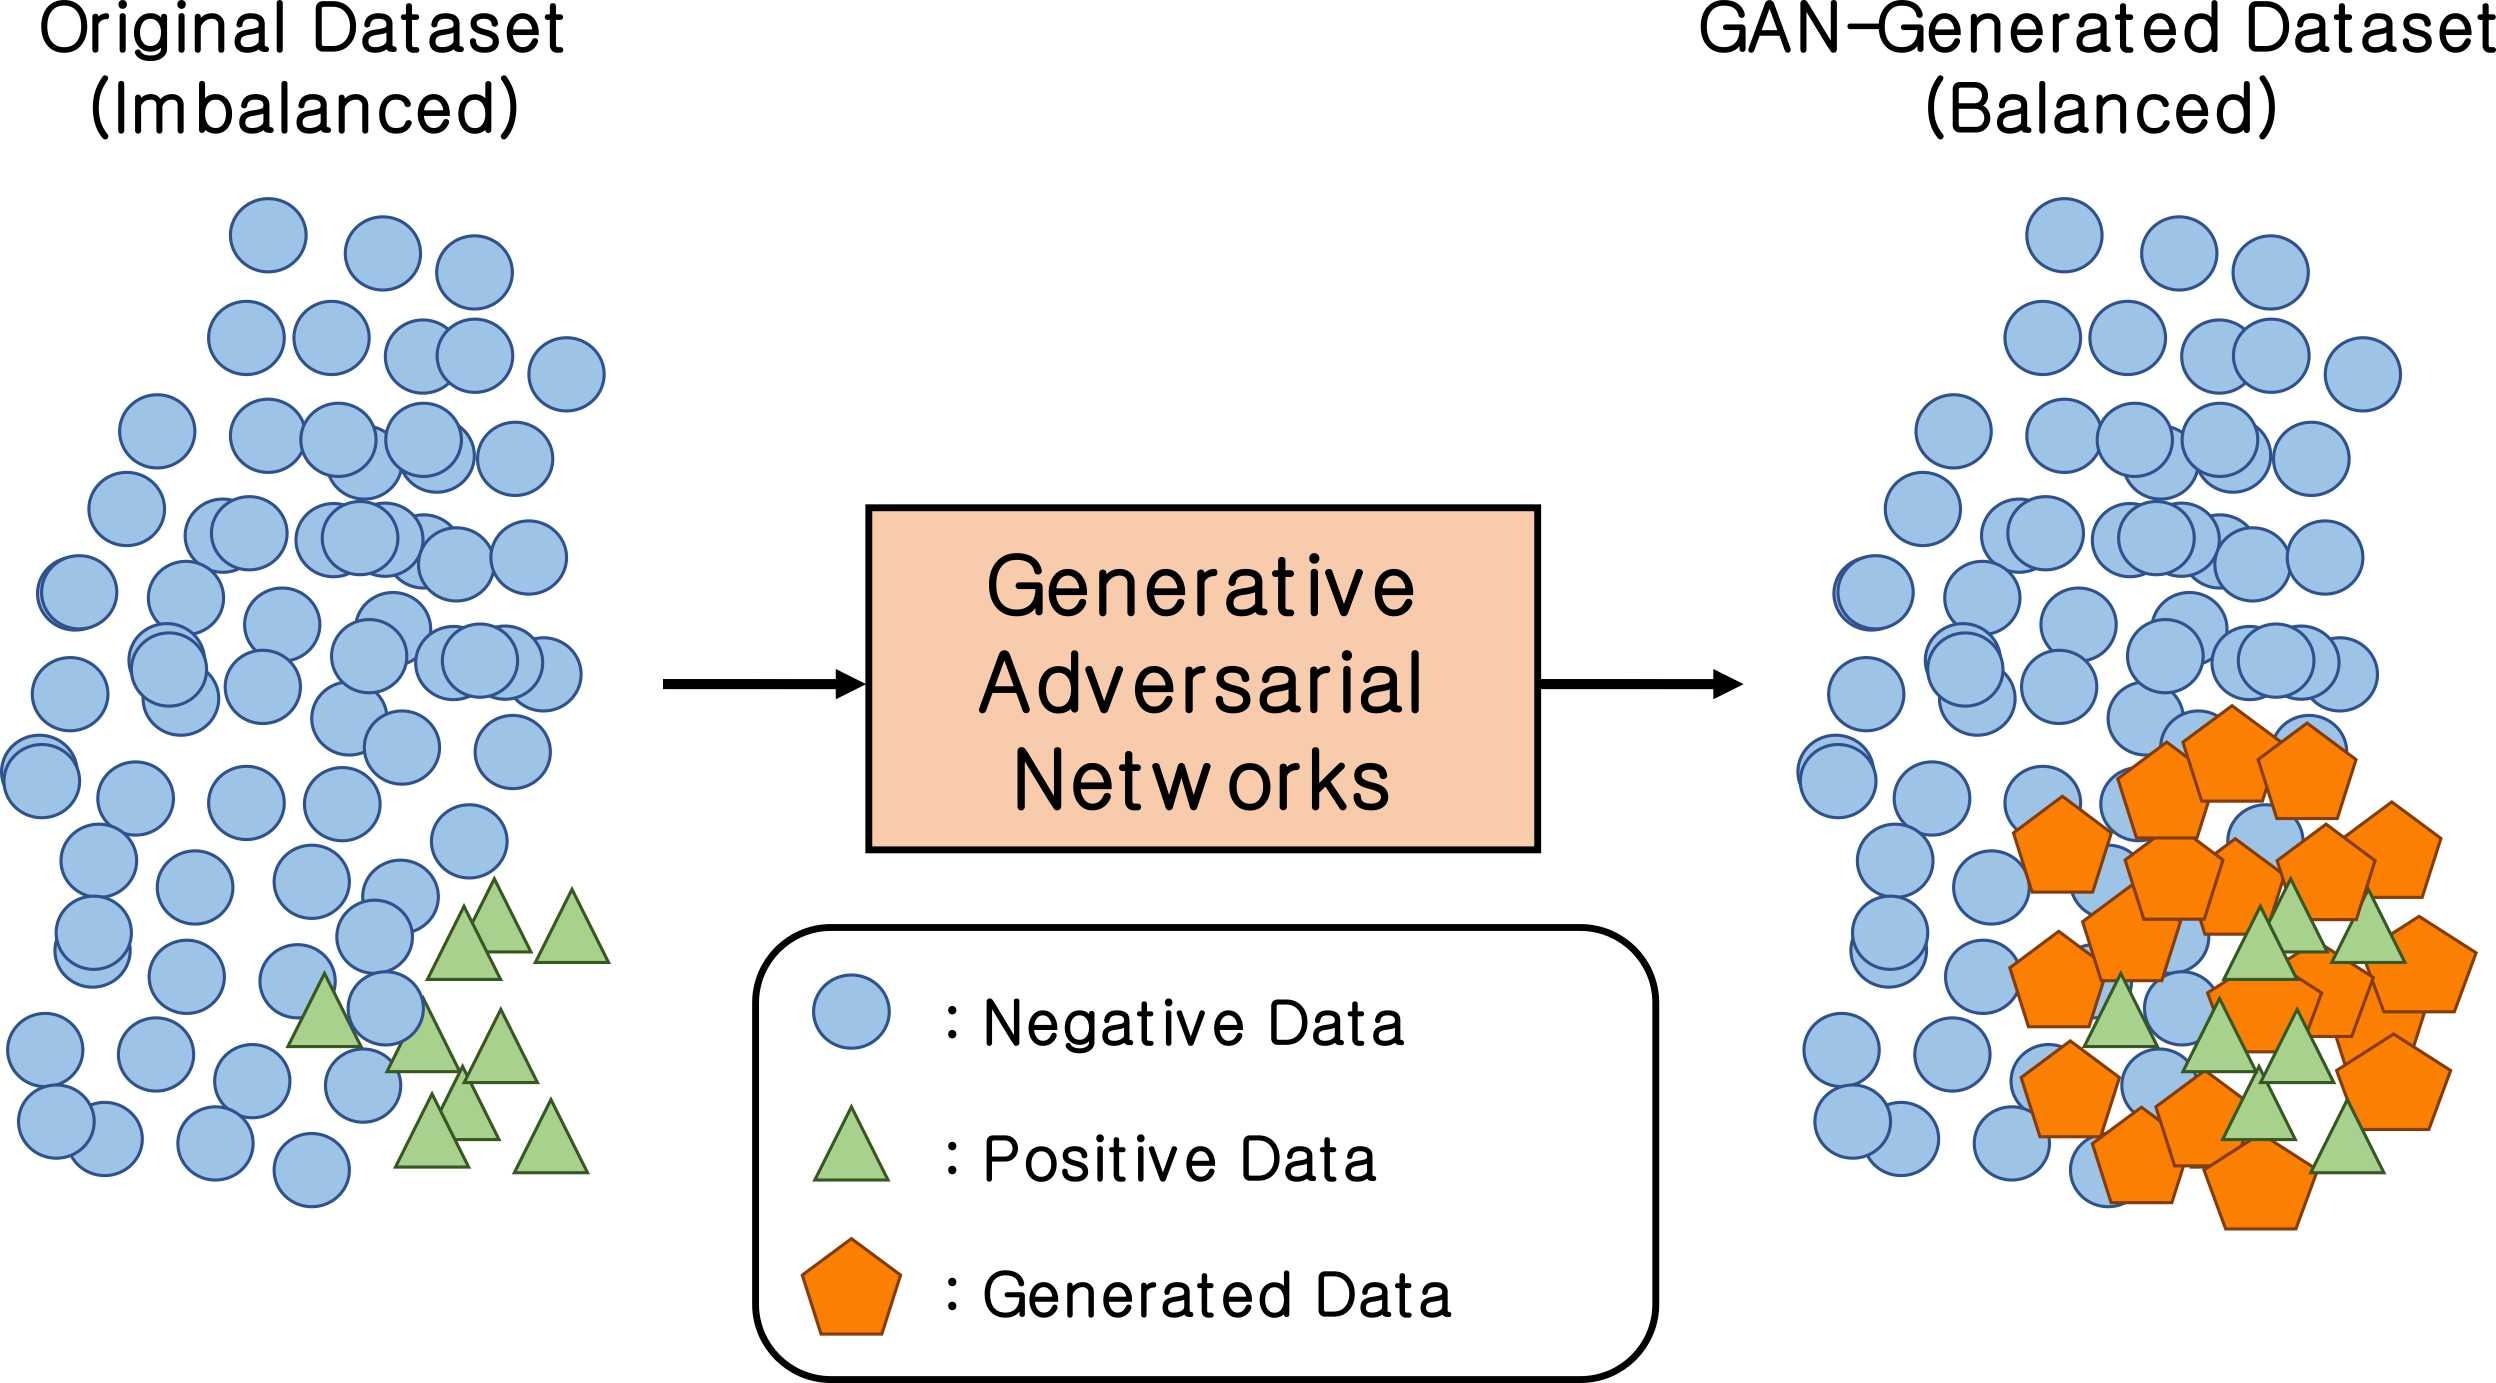 Original Dataset
(Imbalanced)
GAN-Generated Dataset
(Balanced)
Generative
Adversarial
Networks
: Negative Data
: Positive Data
: Generated Data